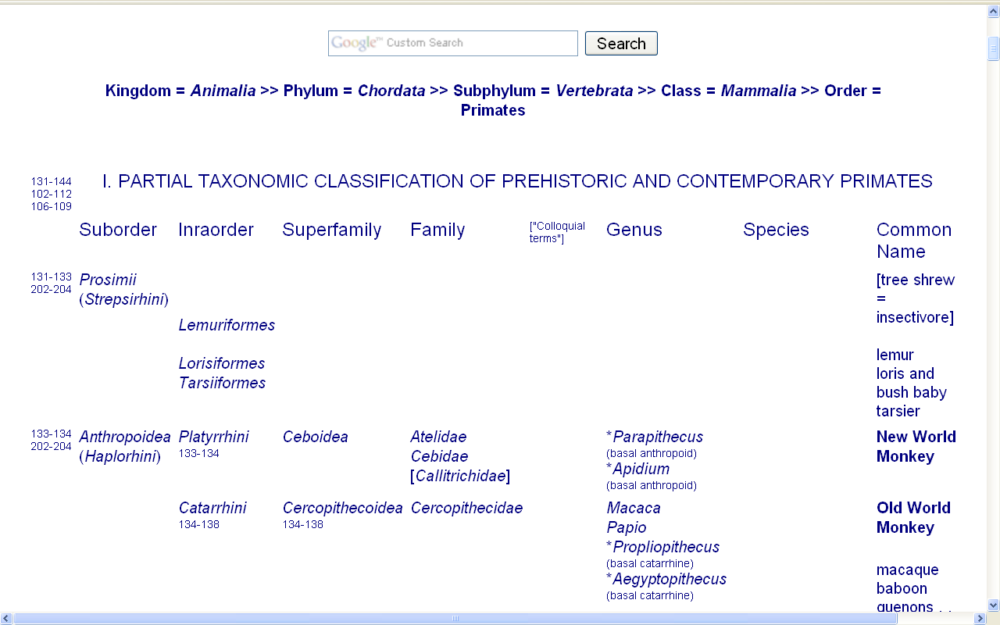 Google™ Custom Search
Search
Kingdom = Animalia >> Phylum = Chordata >> Subphylum = Vertebrata >> Class = Mammalia >> Order =
Primates
131-144
102-112
106-109
I. PARTIAL TAXONOMIC CLASSIFICATION OF PREHISTORIC AND CONTEMPORARY PRIMATES
Suborder
Inraorder
Superfamily
Family
["Colloquial
terms"]
Genus
Species
Common
Name
131-133
202-204
Prosimii
(Strepsirhini)
Lemuriformes
Lorisiformes
Tarsiiformes
[tree shrew
=
insectivore]
lemur
loris and
bush baby
tarsier
133-134
202-204
Anthropoidea
(Haplorhini)
Platyrrhini
133-134
Ceboidea
Atelidae
Cebidae
[Callitrichidae]
*Parapithecus
(basal anthropoid)
*Apidium
(basal anthropoid)
New World
Monkey
Catarrhini
134-138
Cercopithecoidea
134-138
Cercopithecidae
Macaca
Papio
*Propliopithecus
(basal catarrhine)
*Aegyptopithecus
(basal catarrhine)
Old World
Monkey
macaque
baboon
guenons . .